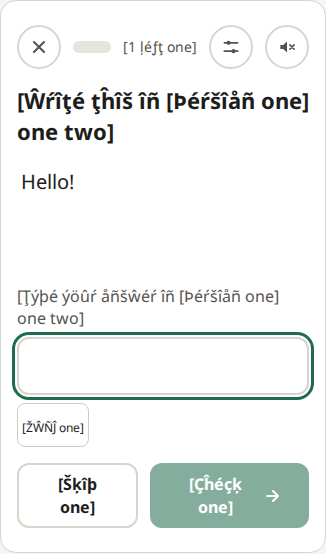 [1 ļéƒţ one]
[Ŵŕîţé ţĥîš îñ [Þéŕšîåñ one]
one two]
Hello!
[Ţýþé ýöûŕ åñšŵéŕ îñ [Þéŕšîåñ one]
one two]
[ŽŴÑĴ one]
[Šķîþ
one]
[Çĥéçķ
one]